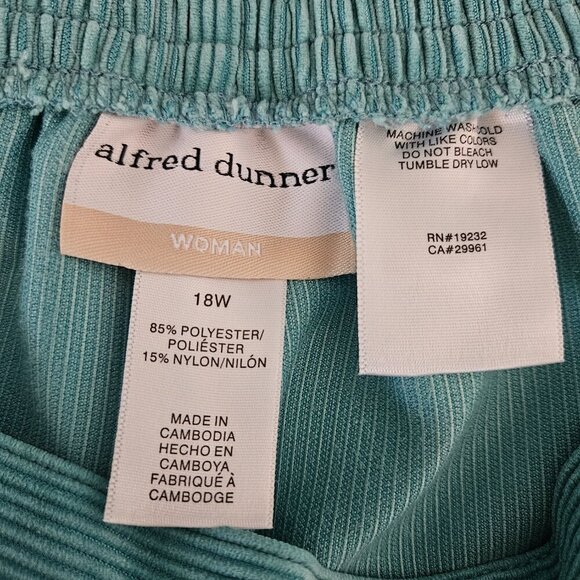 alfred dunner
WOMAN
18W
85% POLYESTER/
POLIÉSTER
15% NYLON/NILÓN
MADE IN
CAMBODIA
HECHO EN
CAMBOYA
FABRIQUÉ À
CAMBODGE
MACHINE WASH COLD
WITH LIKE COLORS
DO NOT BLEACH
TUMBLE DRY LOW
RN#19232
CA#29961